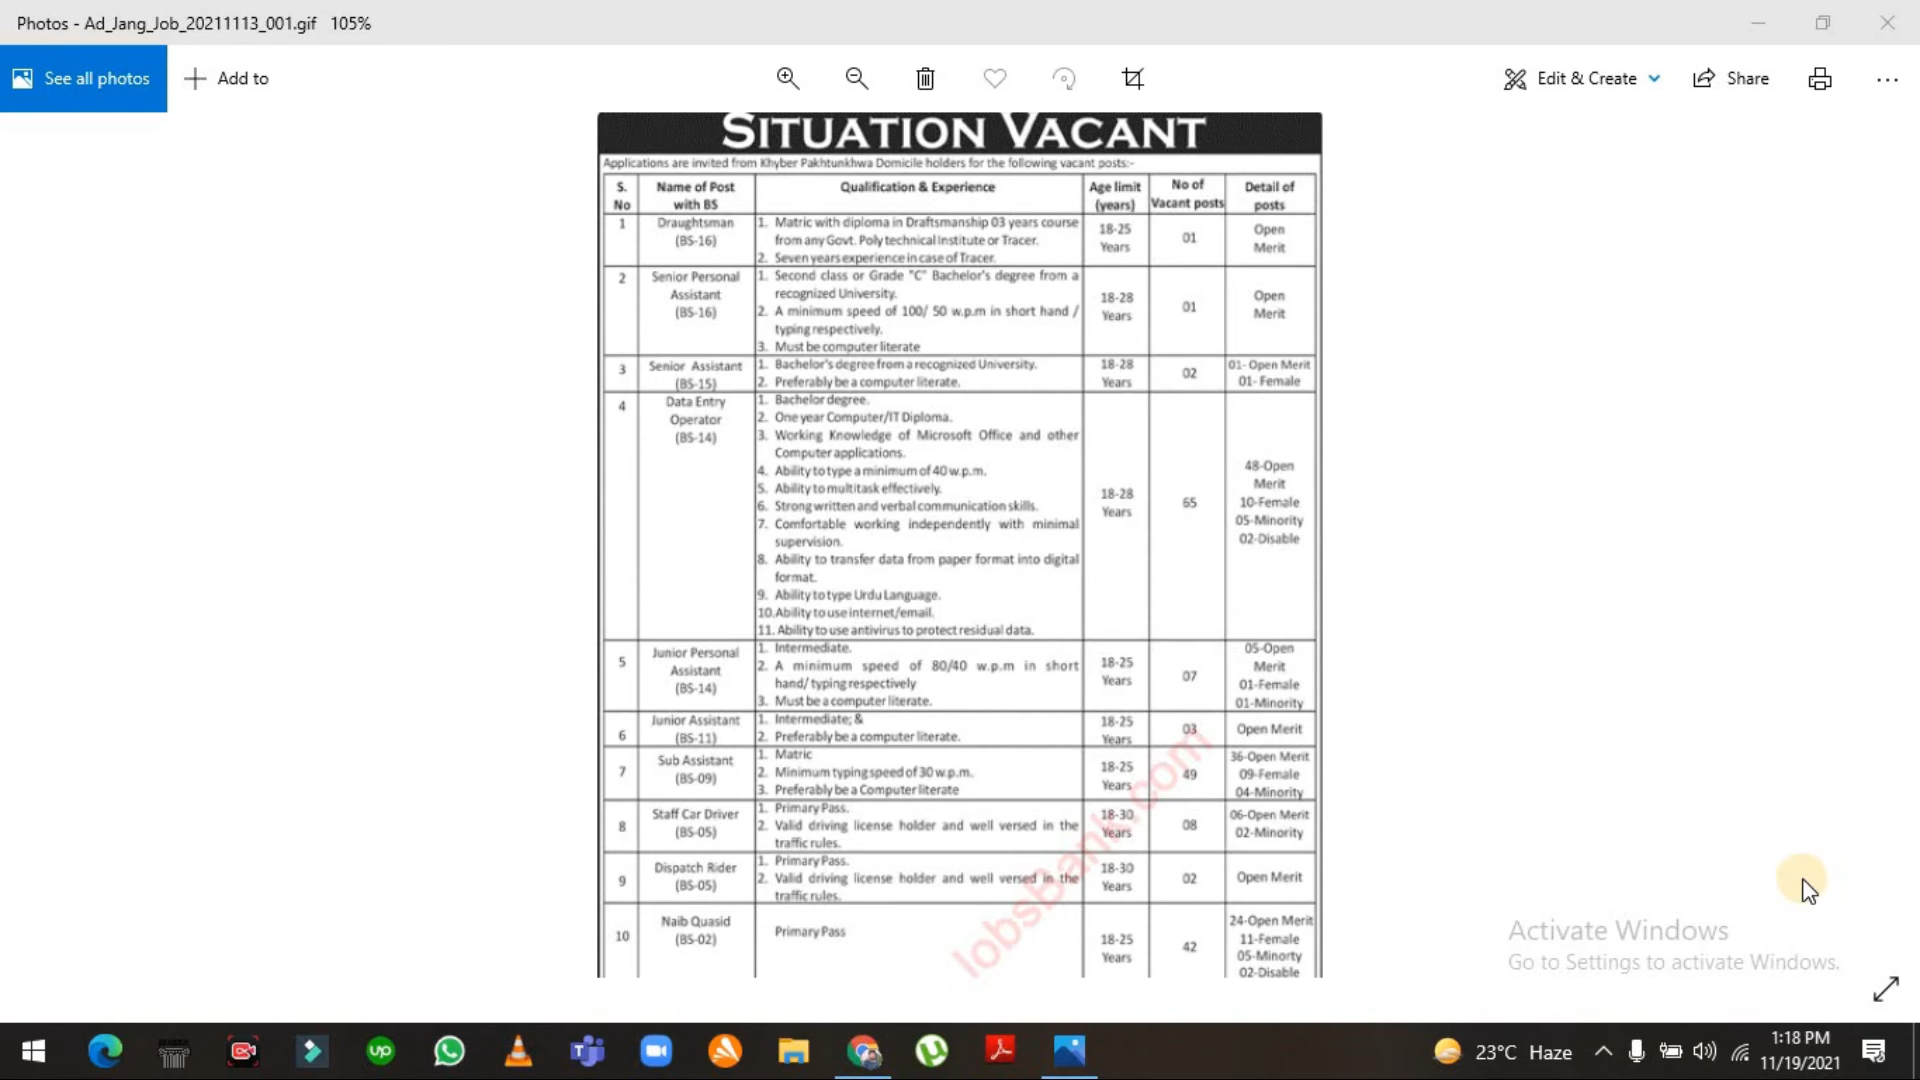 Photos - Ad_Jang_Job_20211113_001.gif   105%
See all photos
Add to
Edit & Create
Share
SITUATION VACANT
Applications are invited from Khyber Pakhtunkhwa Domicile holders for the following vacant posts:-
S. No
Name of Post with BS
Qualification & Experience
Age limit (years)
No of Vacant posts
Detail of posts
1
Draughtsman
(BS-16)
1. Matric with diploma in Draftsmanship 03 years course
from any Govt. Poly technical Institute or Tracer.
2. Seven years experience in case of Tracer.
18-25
Years
01
Open
Merit
2
Senior Personal
Assistant
(BS-16)
1. Second class or Grade "C" Bachelor's degree from a
recognized University.
2. A minimum speed of 100/ 50 w.p.m in short hand /
typing respectively.
3. Must be computer literate
18-28
Years
01
Open
Merit
3
Senior Assistant
(BS-15)
1. Bachelor's degree from a recognized University.
2. Preferably be a computer literate.
18-28
Years
02
01- Open Merit
01- Female
4
Data Entry
Operator
(BS-14)
1. Bachelor degree.
2. One year Computer/IT Diploma.
3. Working Knowledge of Microsoft Office and other
Computer applications.
4. Ability to type a minimum of 40 w.p.m.
5. Ability to multitask effectively.
6. Strong written and verbal communication skills.
7. Comfortable working independently with minimal
supervision.
8. Ability to transfer data from paper format into digital
format.
9. Ability to type Urdu Language.
10. Ability to use internet/email.
11. Ability to use antivirus to protect residual data.
18-28
Years
65
48-Open
Merit
10-Female
05-Minority
02-Disable
5
Junior Personal
Assistant
(BS-14)
1. Intermediate.
2. A minimum speed of 80/40 w.p.m in short
hand/ typing respectively
3. Must be a computer literate.
18-25
Years
07
05-Open
Merit
01-Female
01-Minority
6
Junior Assistant
(BS-11)
1. Intermediate; &
2. Preferably be a computer literate.
18-25
Years
03
Open Merit
7
Sub Assistant
(BS-09)
1. Matric
2. Minimum typing speed of 30 w.p.m.
3. Preferably be a Computer literate
18-25
Years
49
36-Open Merit
09-Female
04-Minority
8
Staff Car Driver
(BS-05)
1. Primary Pass.
2. Valid driving license holder and well versed in the
traffic rules.
18-30
Years
08
06-Open Merit
02-Minority
9
Dispatch Rider
(BS-05)
1. Primary Pass.
2. Valid driving license holder and well versed in the
traffic rules.
18-30
Years
02
Open Merit
10
Naib Quasid
(BS-02)
Primary Pass
18-25
Years
42
24-Open Merit
11-Female
05-Minorty
02-Disable
JobsBank.com
Activate Windows
Go to Settings to activate Windows.
up
23°C Haze
1:18 PM
11/19/2021